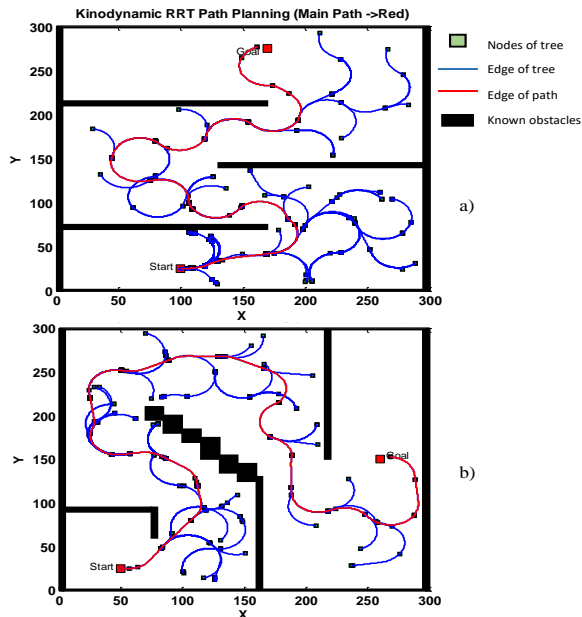 Kinodynamic RRT Path Planning (Main Path ->Red)
300
250
200
150
100
50
0
Y
Goal
Start
0 50 100 150 200 250 300
X
a)
Nodes of tree
Edge of tree
Edge of path
Known obstacles
300
250
200
150
100
50
0
Y
Goal
Start
0 50 100 150 200 250 300
X
b)